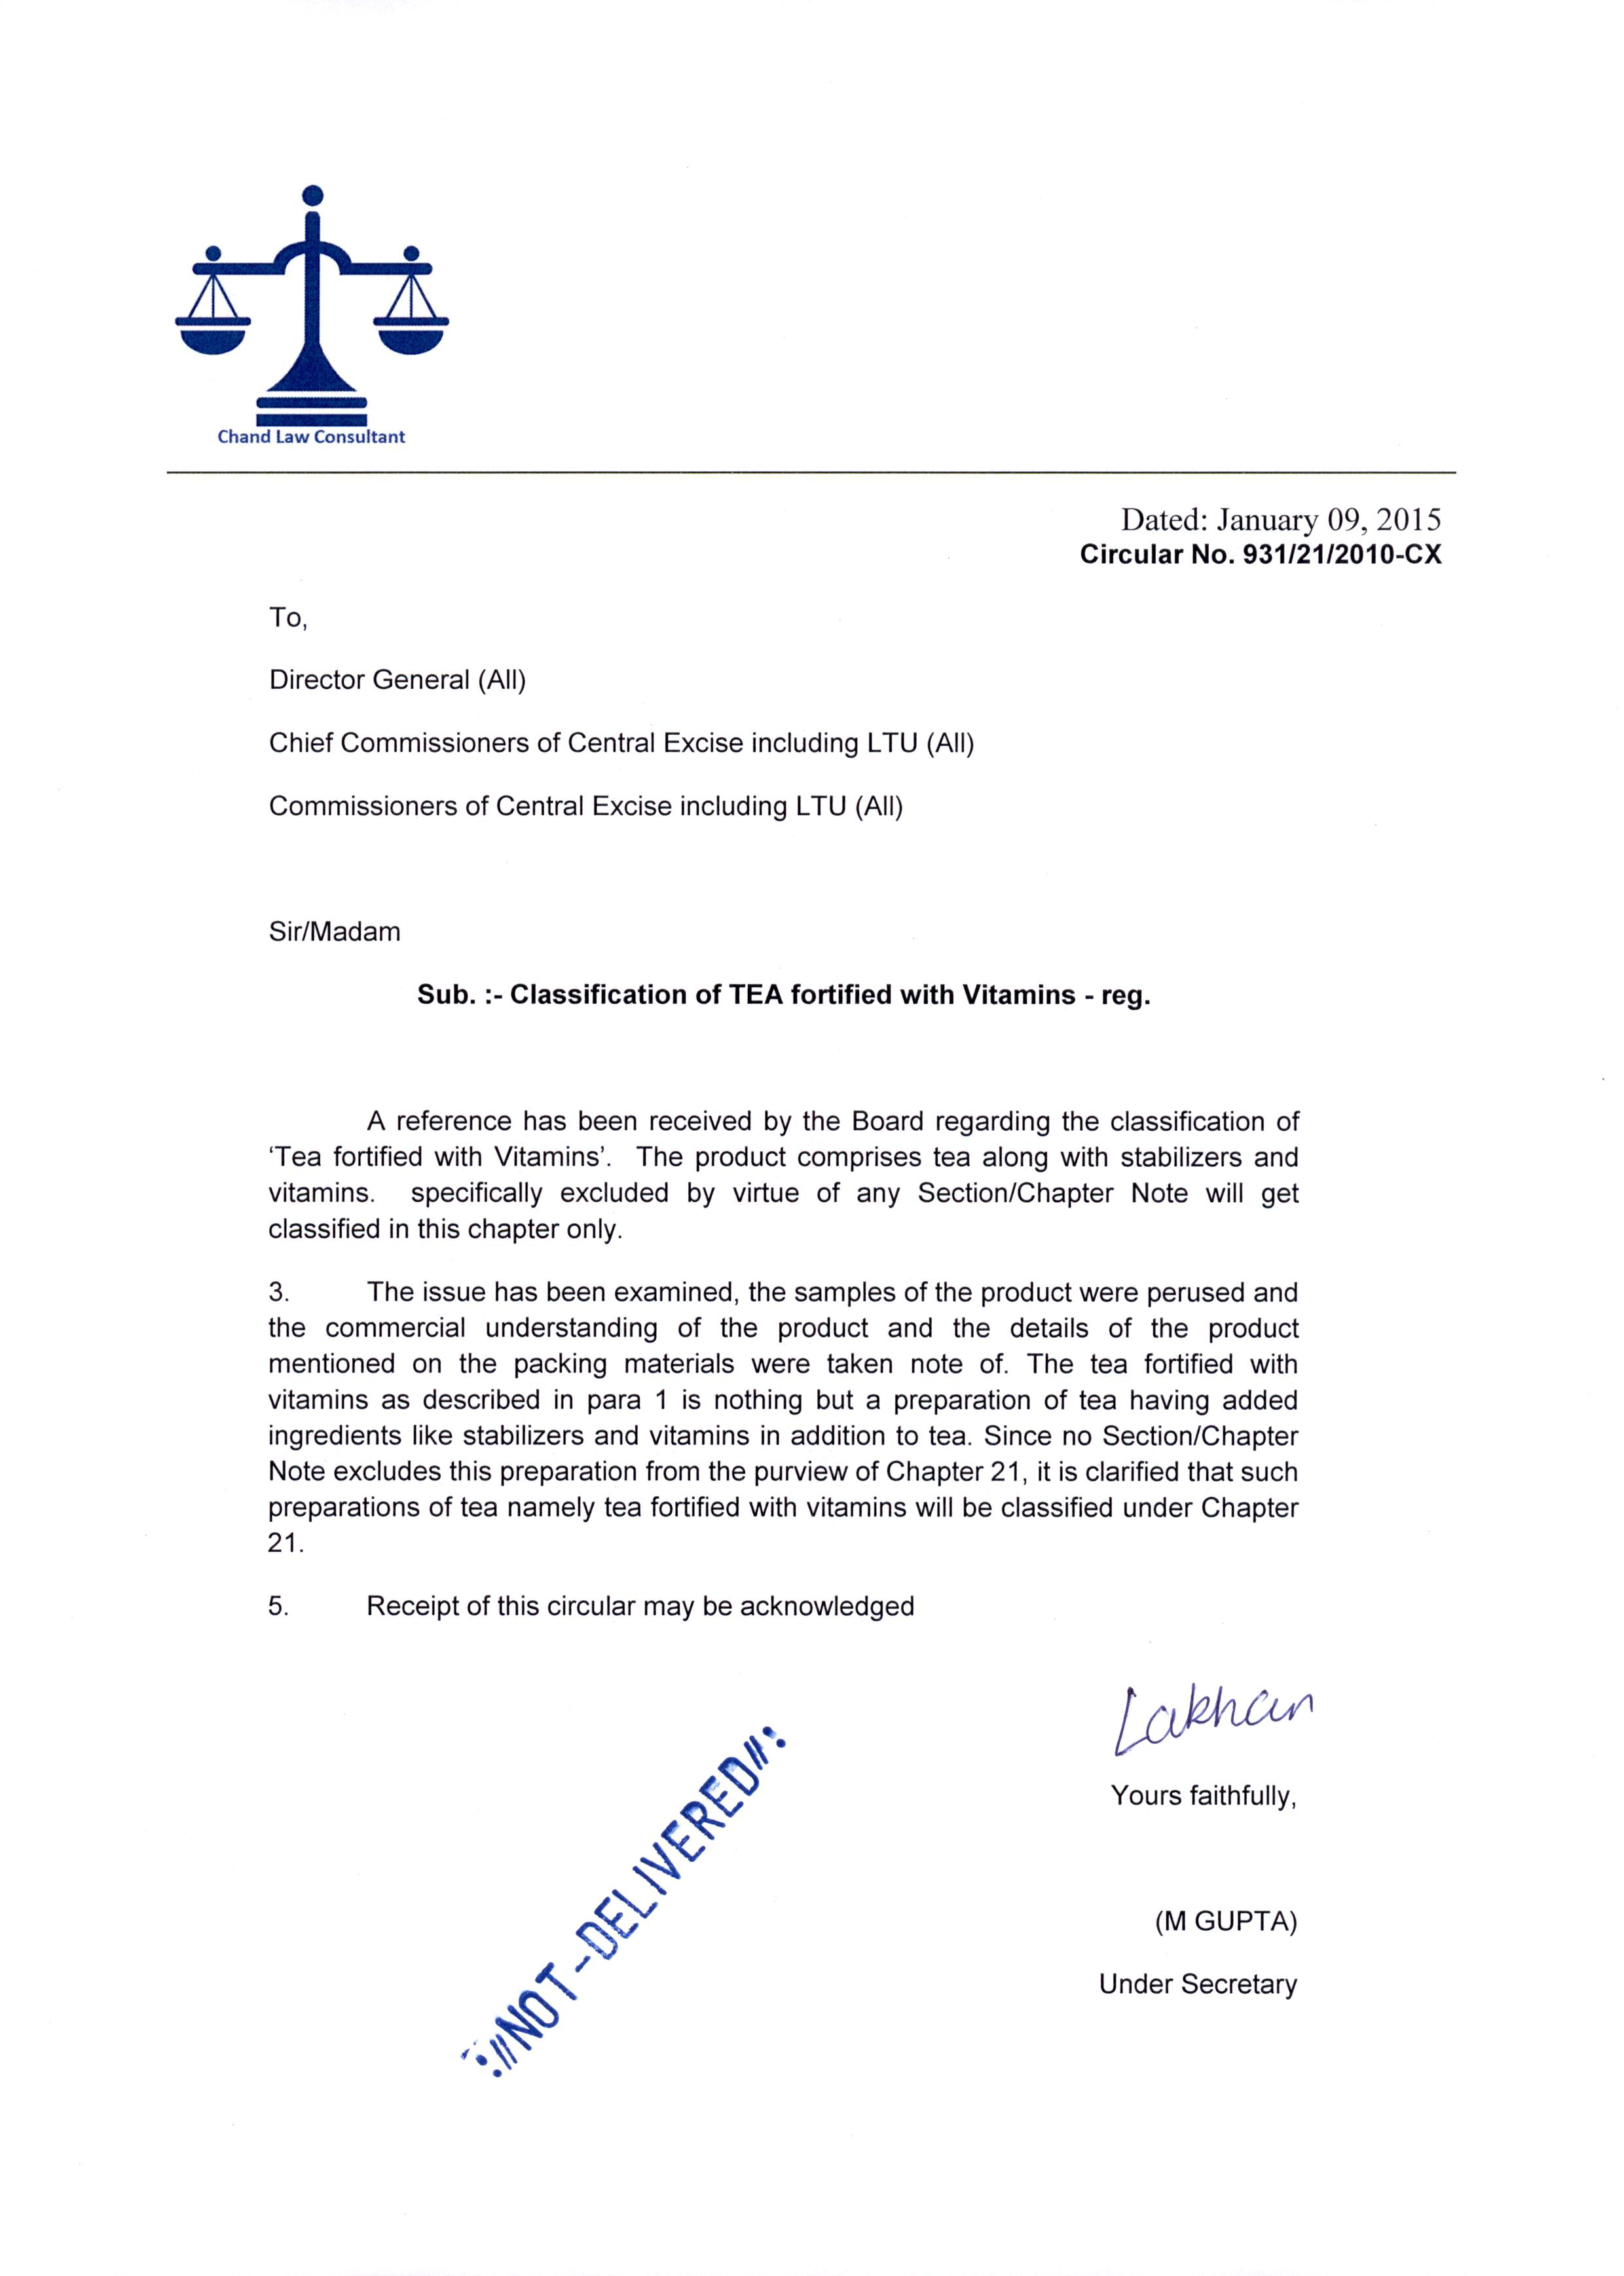 Chand Law Consultant
Dated: January 09, 2015
Circular No. 931/21/2010-CX
To,
Director General (All)
Chief Commissioners of Central Excise including LTU (All)
Commissioners of Central Excise including LTU (All)
Sir/Madam
Sub. :- Classification of TEA fortified with Vitamins - reg.
A reference has been received by the Board regarding the classification of
‘Tea fortified with Vitamins’. The product comprises tea along with stabilizers and
vitamins. specifically excluded by virtue of any Section/Chapter Note will get
classified in this chapter only.
3. The issue has been examined, the samples of the product were perused and
the commercial understanding of the product and the details of the product
mentioned on the packing materials were taken note of. The tea fortified with
vitamins as described in para 1 is nothing but a preparation of tea having added
ingredients like stabilizers and vitamins in addition to tea. Since no Section/Chapter
Note excludes this preparation from the purview of Chapter 21, it is clarified that such
preparations of tea namely tea fortified with vitamins will be classified under Chapter
21.
5. Receipt of this circular may be acknowledged
Lakhan
Yours faithfully,
://NOT-DELIVERED//:
(M GUPTA)
Under Secretary